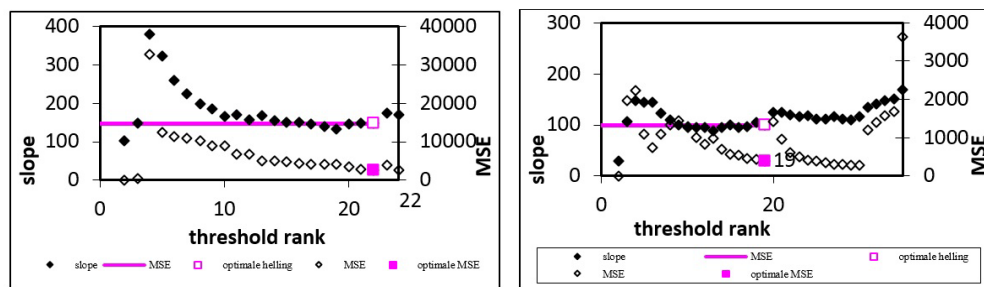 400 40000
300 30000
200 20000
100 10000
0 0
slope
MSE
0 10 20 22
threshold rank
slope MSE optimale helling MSE optimale MSE
300 4000
3000
200
2000
100
1000
0 0
slope
MSE
19
0 20
threshold rank
slope MSE optimale helling
MSE optimale MSE